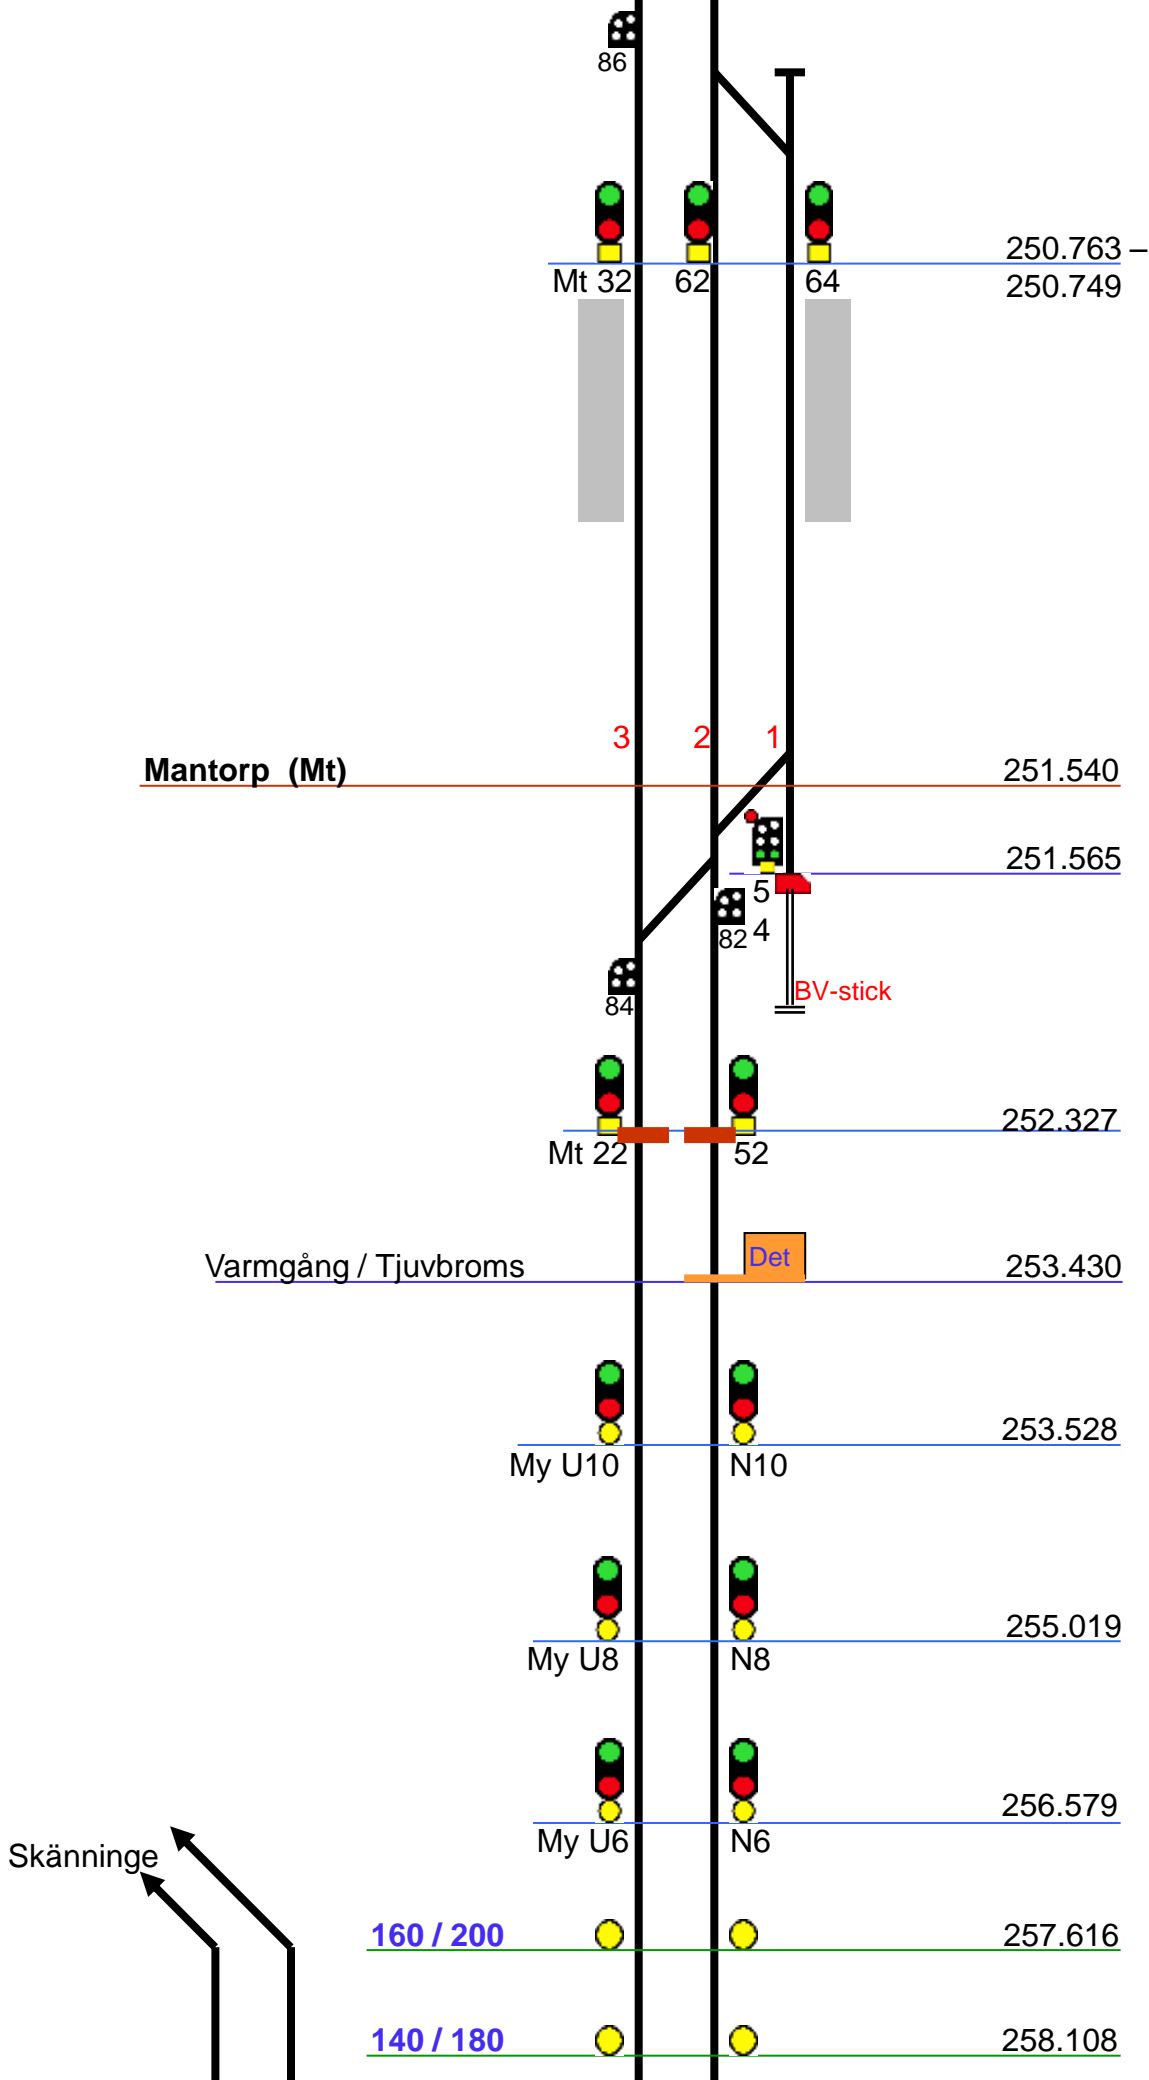 86
250.763 –
Mt 32 62 64 250.749
3 2 1
Mantorp (Mt) 251.540
251.565
5
82 4
BV-stick
84
252.327
Mt 22 52
Varmgång / Tjuvbroms Det 253.430
253.528
My U10 N10
255.019
My U8 N8
256.579
My U6 N6
Skänninge
160 / 200 257.616
140 / 180 258.108